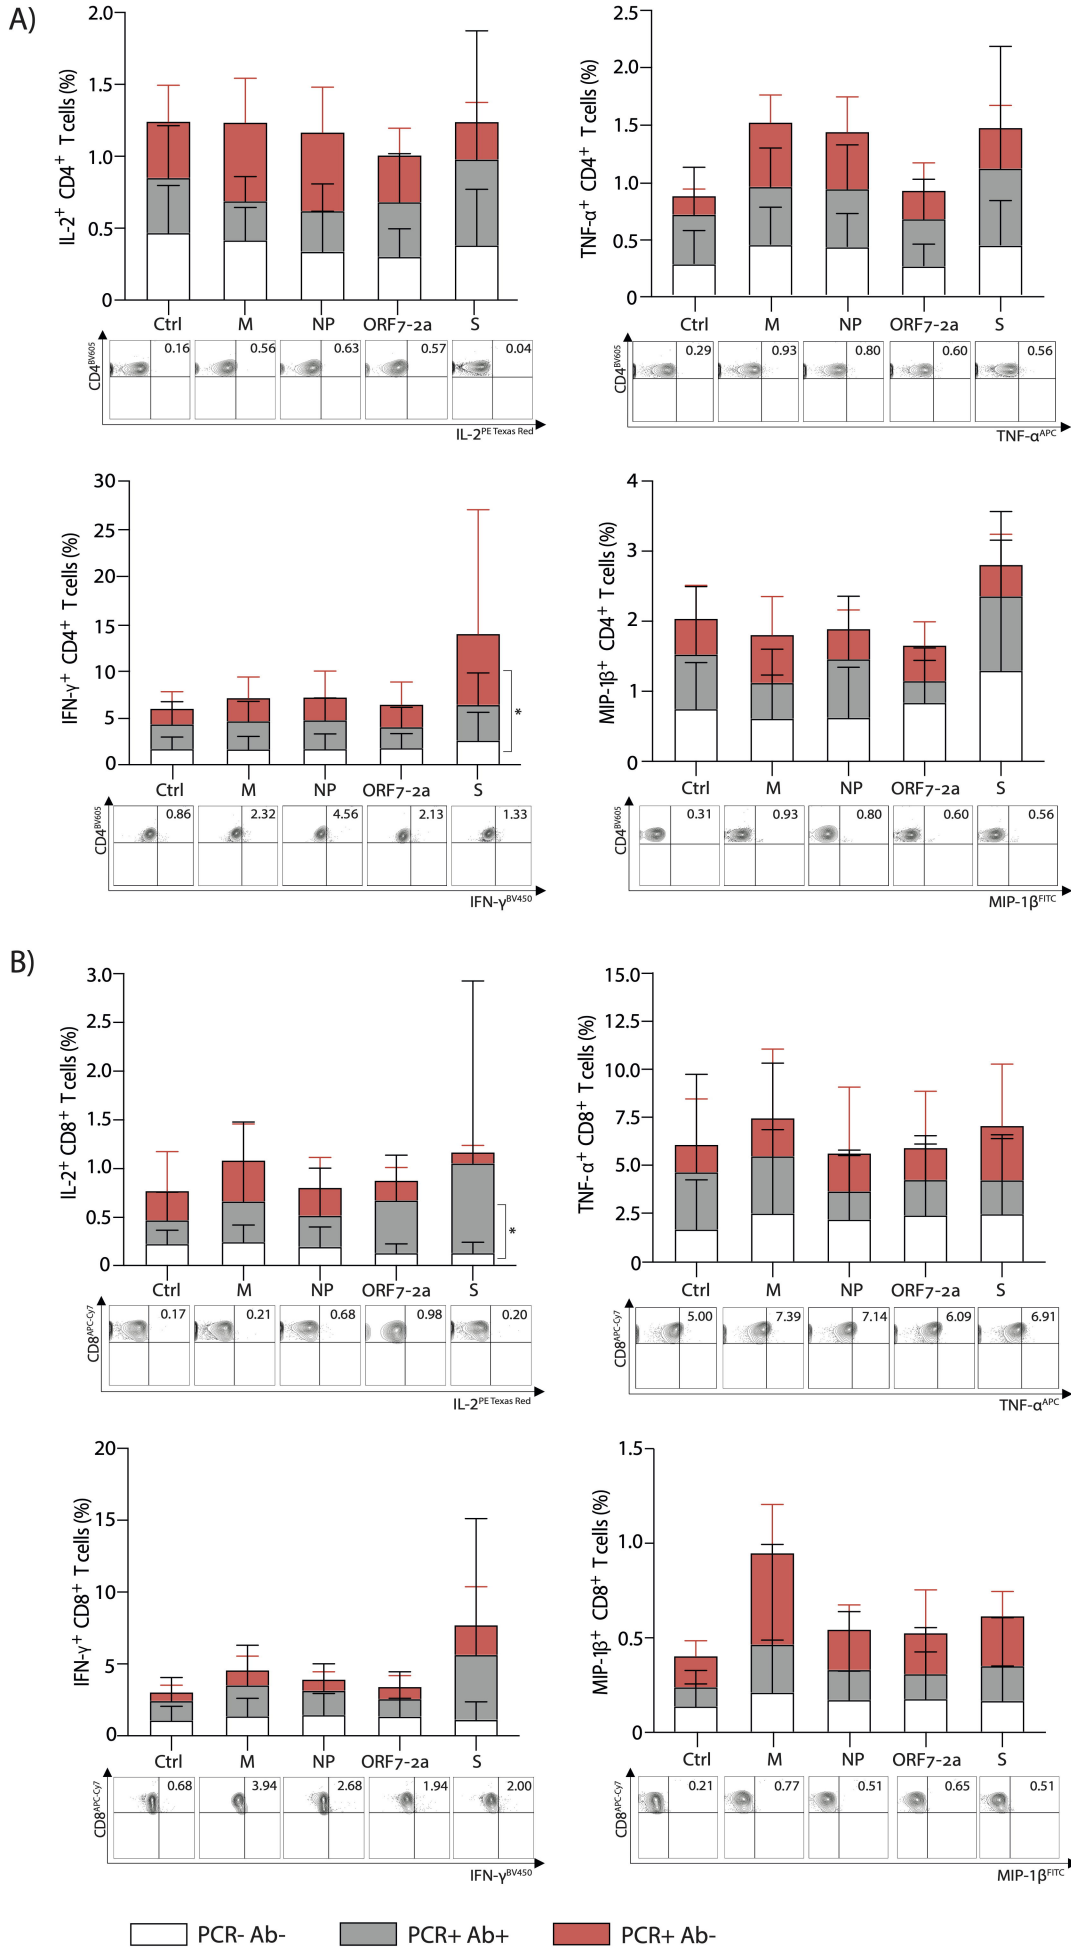 A)
IL-2+ CD4+ T cells (%)
2.0
1.5
1.0
0.5
0
Ctrl M NP ORF7-2a S
CD4BV605
0.16 0.56 0.63 0.57 0.04
IL-2PE Texas Red
TNF-α+ CD4+ T cells (%)
2.5
2.0
1.5
1.0
0.5
0
Ctrl M NP ORF7-2a S
CD4BV605
0.29 0.93 0.80 0.60 0.56
TNF-αAPC
IFN-γ+ CD4+ T cells (%)
30
25
20
15
10
5
0
*
Ctrl M NP ORF7-2a S
CD4BV605
0.86 2.32 4.56 2.13 1.33
IFN-γBV450
MIP-1β+ CD4+ T cells (%)
4
3
2
1
0
Ctrl M NP ORF7-2a S
CD4BV605
0.31 0.93 0.80 0.60 0.56
MIP-1βFITC
B)
IL-2+ CD8+ T cells (%)
3.0
2.5
2.0
1.5
1.0
0.5
0
*
Ctrl M NP ORF7-2a S
CD8APC-Cy7
0.17 0.21 0.68 0.98 0.20
IL-2PE Texas Red
TNF-α+ CD8+ T cells (%)
15.0
12.5
10.0
7.5
5.0
2.5
0
Ctrl M NP ORF7-2a S
CD8APC-Cy7
5.00 7.39 7.14 6.09 6.91
TNF-αAPC
IFN-γ+ CD8+ T cells (%)
20
15
10
5
0
Ctrl M NP ORF7-2a S
CD8APC-Cy7
0.68 3.94 2.68 1.94 2.00
IFN-γBV450
MIP-1β+ CD8+ T cells (%)
1.5
1.0
0.5
0
Ctrl M NP ORF7-2a S
CD8APC-Cy7
0.21 0.77 0.51 0.65 0.51
MIP-1βFITC
PCR- Ab- PCR+ Ab+ PCR+ Ab-